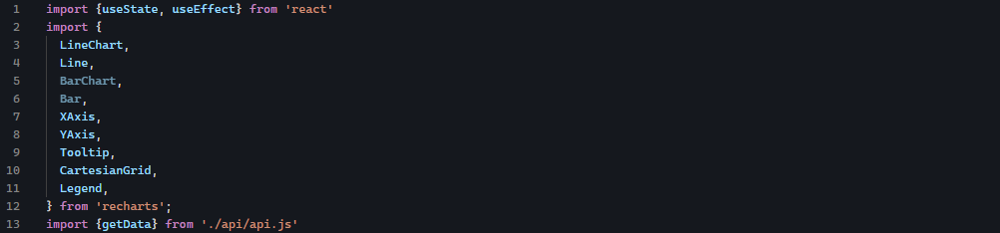 1 import {useState, useEffect} from 'react'
2 import {
3 LineChart,
4 Line,
5 BarChart,
6 Bar,
7 XAxis,
8 YAxis,
9 Tooltip,
10 CartesianGrid,
11 Legend,
12 } from 'recharts';
13 import {getData} from './api/api.js'